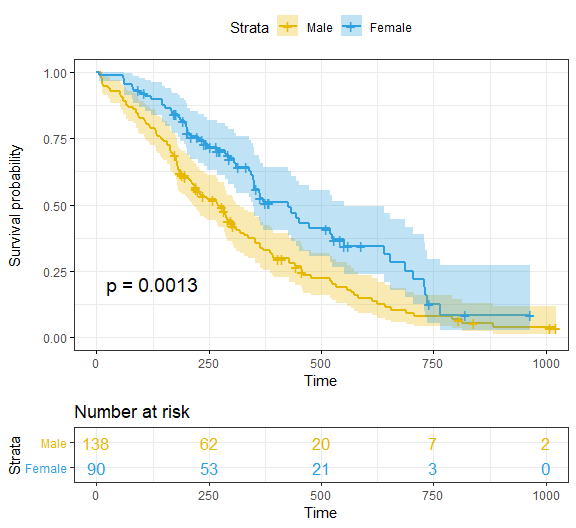 Strata Male Female
Survival probability
1.00
0.75
0.50
0.25
0.00
p = 0.0013
0 250 500 750 1000
Time
Number at risk
Strata
Male 138 62 20 7 2
Female 90 53 21 3 0
0 250 500 750 1000
Time